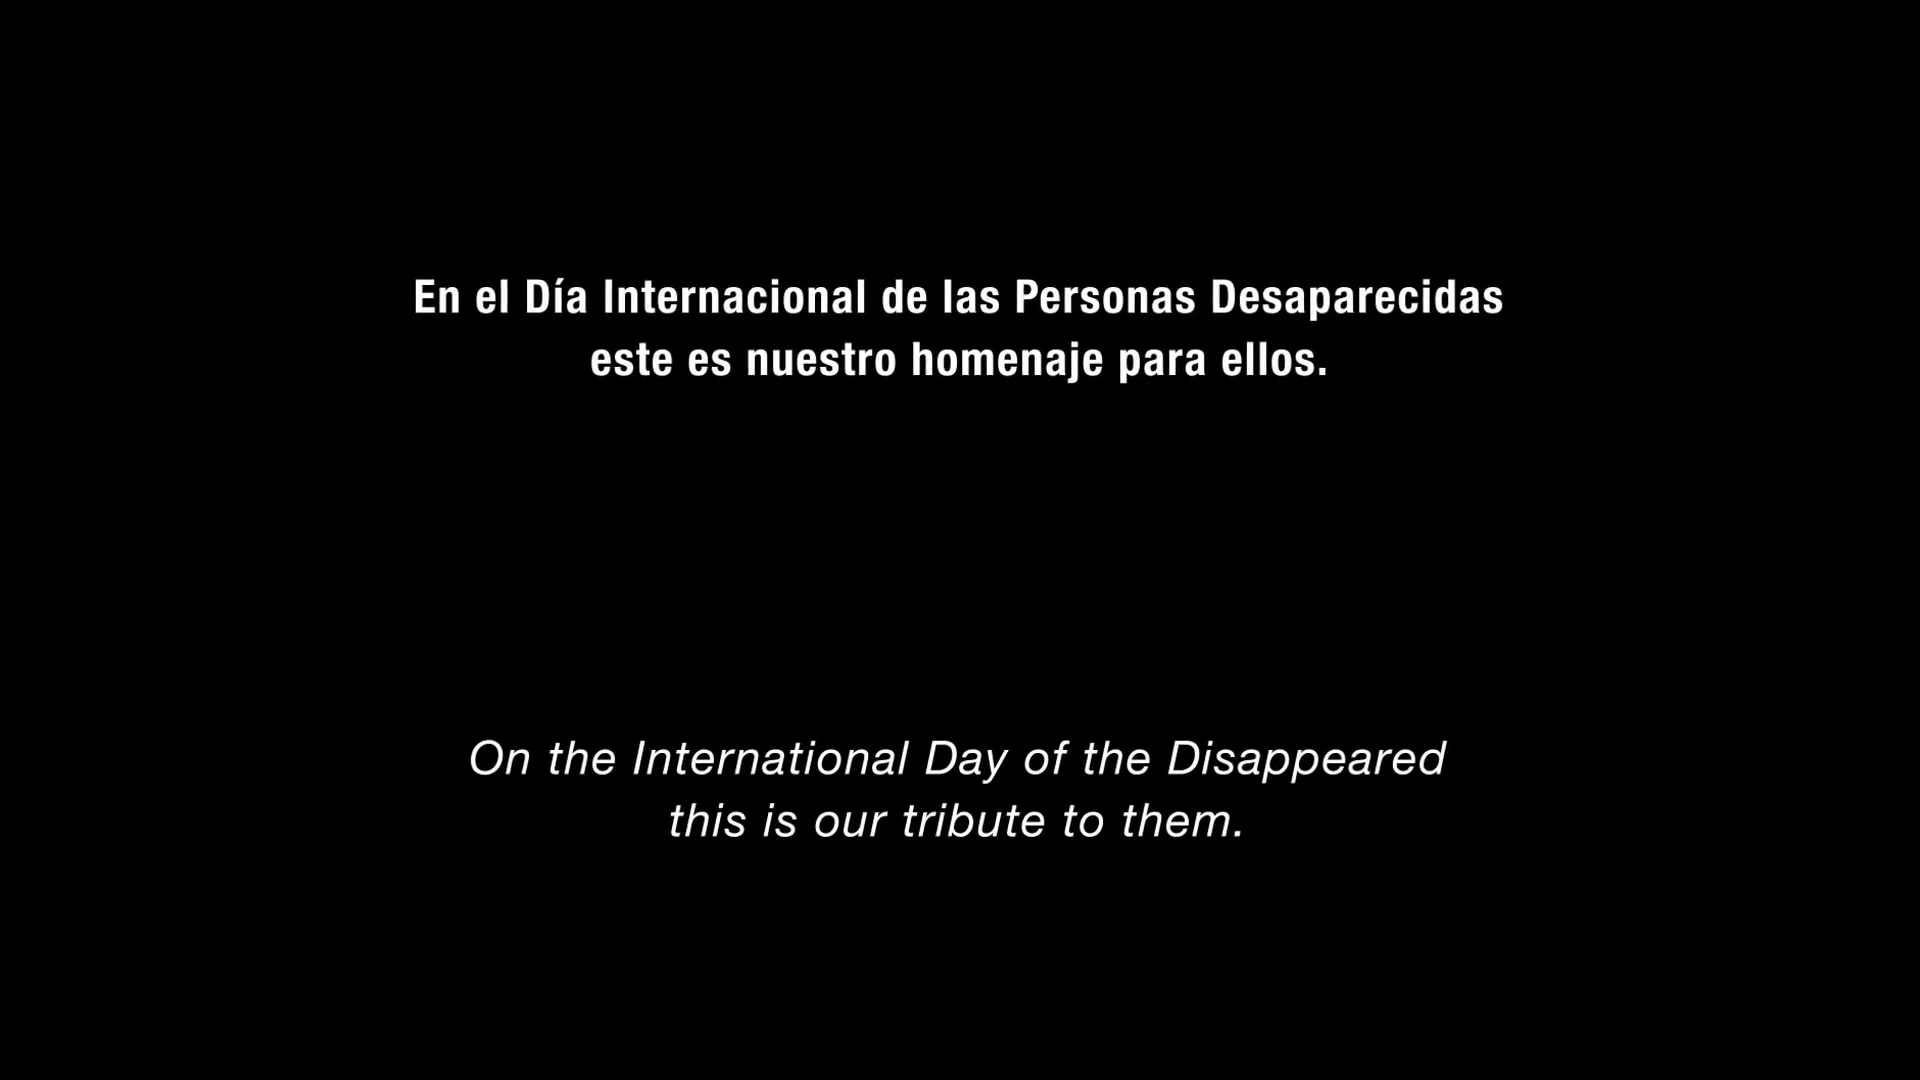 En el Día Internacional de las Personas Desaparecidas
este es nuestro homenaje para ellos.
On the International Day of the Disappeared
this is our tribute to them.